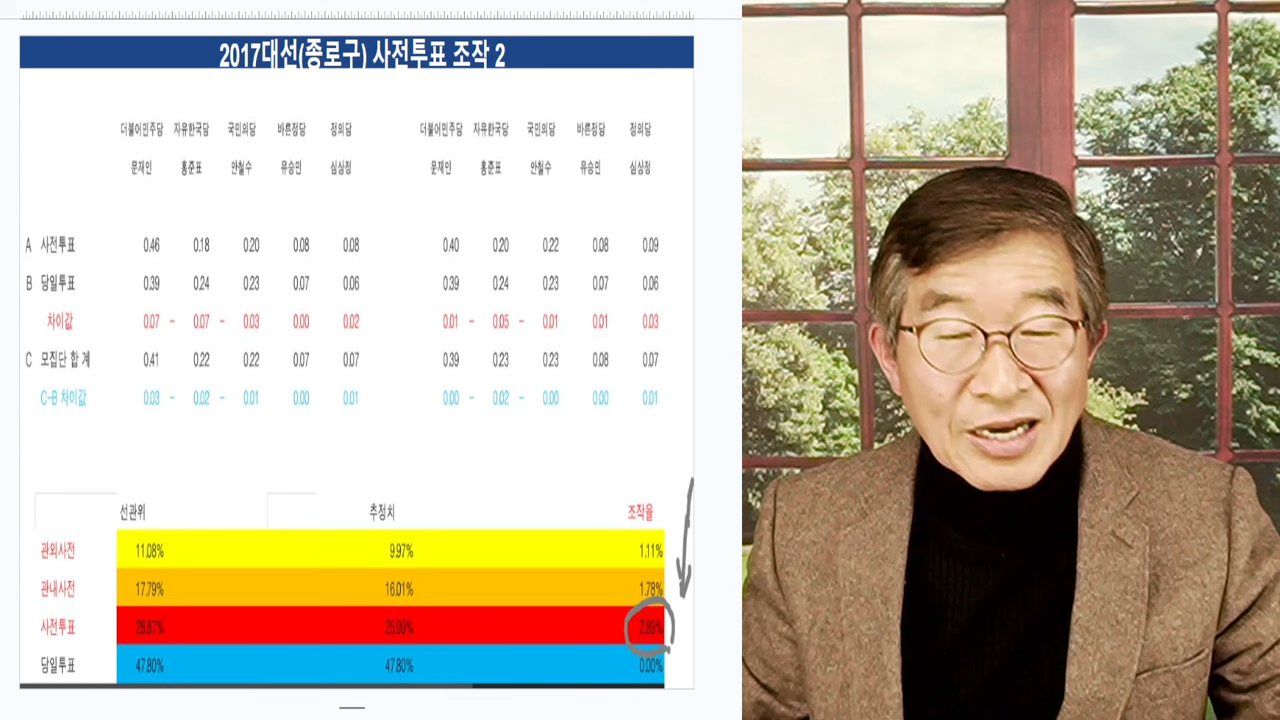 2017대선(종로구) 사전투표 조작 2
더불어민주당 자유한국당 국민의당 바른정당 정의당 더불어민주당 자유한국당 국민의당 바른정당 정의당
문재인 홍준표 안철수 유승민 심상정 문재인 홍준표 안철수 유승민 심상정
A 사전투표 0.46 0.18 0.20 0.08 0.08 0.40 0.20 0.22 0.08 0.09
B 당일투표 0.39 0.24 0.23 0.07 0.06 0.39 0.24 0.23 0.07 0.06
차이값 0.07 - 0.07 - 0.03 0.00 0.02 0.01 - 0.05 - 0.01 0.01 0.03
C 모집단 합 계 0.41 0.22 0.22 0.07 0.07 0.39 0.23 0.23 0.08 0.07
C-B 차이값 0.03 - 0.02 - 0.01 0.00 0.01 0.00 - 0.02 - 0.00 0.00 0.01
선관위 추정치 조작율
관외사전 11.08% 9.97% 1.11%
관내사전 17.79% 16.01% 1.78%
사전투표 28.87% 25.99% 2.89%
당일투표 47.80% 47.80% 0.00%